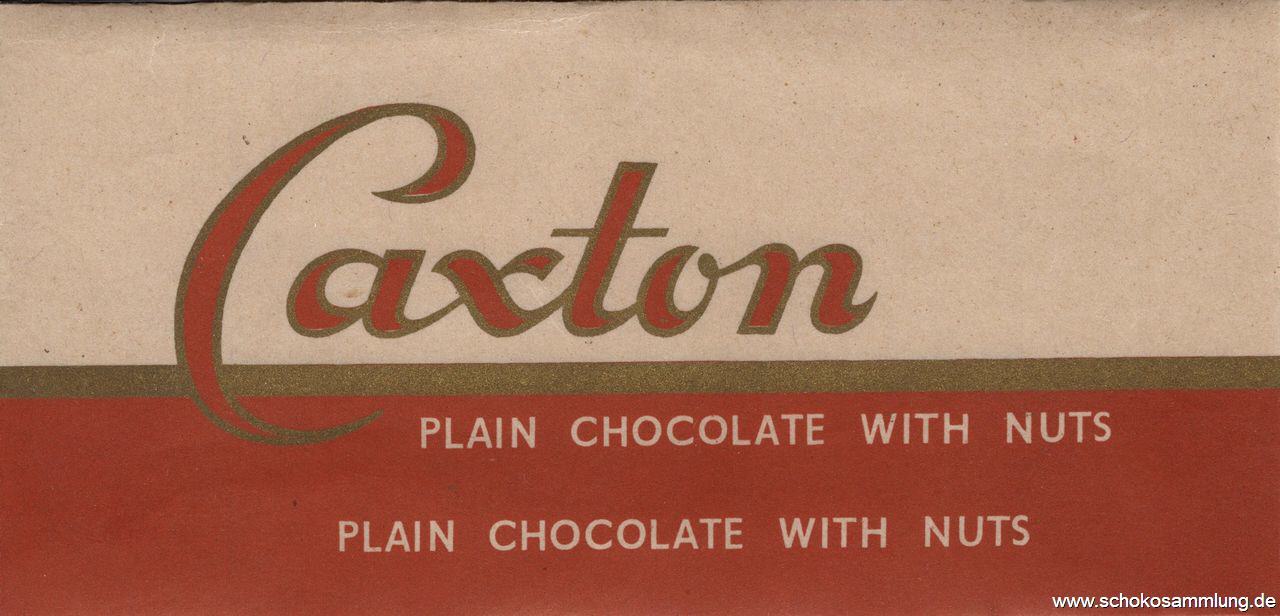 Caxton
PLAIN CHOCOLATE WITH NUTS
PLAIN CHOCOLATE WITH NUTS
www.schokosammlung.de